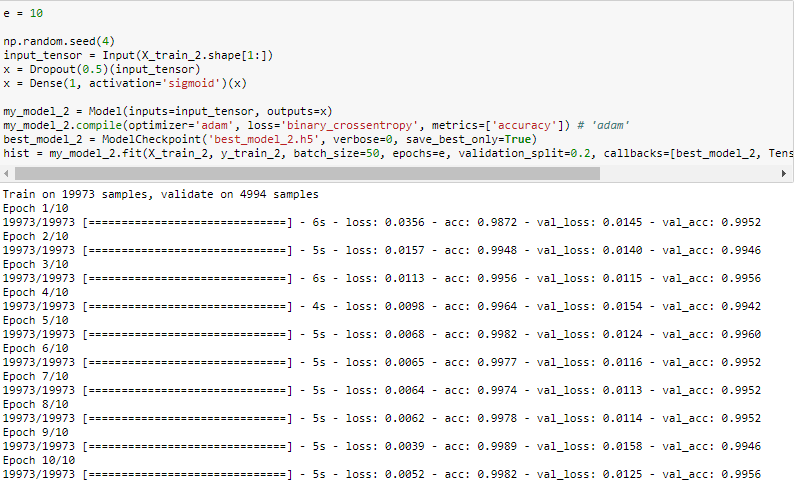 e = 10
np.random.seed(4)
input_tensor = Input(X_train_2.shape[1:])
x = Dropout(0.5)(input_tensor)
x = Dense(1, activation='sigmoid')(x)
my_model_2 = Model(inputs=input_tensor, outputs=x)
my_model_2.compile(optimizer='adam', loss='binary_crossentropy', metrics=['accuracy']) # 'adam'
best_model_2 = ModelCheckpoint('best_model_2.h5', verbose=0, save_best_only=True)
hist = my_model_2.fit(X_train_2, y_train_2, batch_size=50, epochs=e, validation_split=0.2, callbacks=[best_model_2, Tens
Train on 19973 samples, validate on 4994 samples
Epoch 1/10
19973/19973 [==============================] - 6s - loss: 0.0356 - acc: 0.9872 - val_loss: 0.0145 - val_acc: 0.9952
Epoch 2/10
19973/19973 [==============================] - 5s - loss: 0.0157 - acc: 0.9948 - val_loss: 0.0140 - val_acc: 0.9946
Epoch 3/10
19973/19973 [==============================] - 6s - loss: 0.0113 - acc: 0.9956 - val_loss: 0.0115 - val_acc: 0.9956
Epoch 4/10
19973/19973 [==============================] - 4s - loss: 0.0098 - acc: 0.9964 - val_loss: 0.0154 - val_acc: 0.9942
Epoch 5/10
19973/19973 [==============================] - 5s - loss: 0.0068 - acc: 0.9982 - val_loss: 0.0124 - val_acc: 0.9960
Epoch 6/10
19973/19973 [==============================] - 5s - loss: 0.0065 - acc: 0.9977 - val_loss: 0.0116 - val_acc: 0.9952
Epoch 7/10
19973/19973 [==============================] - 5s - loss: 0.0064 - acc: 0.9974 - val_loss: 0.0113 - val_acc: 0.9952
Epoch 8/10
19973/19973 [==============================] - 5s - loss: 0.0062 - acc: 0.9978 - val_loss: 0.0114 - val_acc: 0.9952
Epoch 9/10
19973/19973 [==============================] - 5s - loss: 0.0039 - acc: 0.9989 - val_loss: 0.0158 - val_acc: 0.9946
Epoch 10/10
19973/19973 [==============================] - 5s - loss: 0.0052 - acc: 0.9982 - val_loss: 0.0125 - val_acc: 0.9956